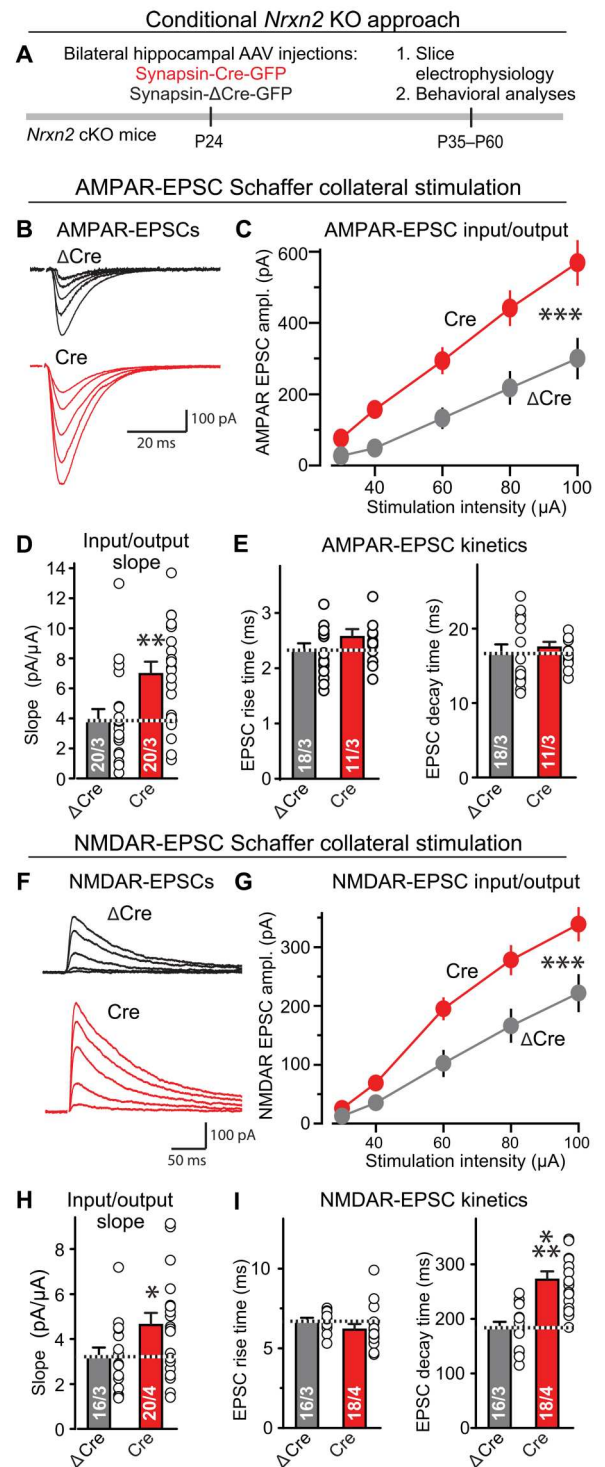 Conditional Nrxn2 KO approach
A
Bilateral hippocampal AAV injections:
Synapsin-Cre-GFP
Synapsin-ΔCre-GFP
1. Slice
electrophysiology
2. Behavioral analyses
Nrxn2 cKO mice
P24
P35–P60
AMPAR-EPSC Schaffer collateral stimulation
B AMPAR-EPSCs
ΔCre
Cre
100 pA
20 ms
C AMPAR-EPSC input/output
AMPAR EPSC ampl. (pA)
600
400
200
0
Cre
***
ΔCre
40 60 80 100
Stimulation intensity (µA)
D Input/output
slope
Slope (pA/µA)
14
12
10
8
6
4
2
0
**
20/3 20/3
ΔCre Cre
E AMPAR-EPSC kinetics
EPSC rise time (ms)
3
2
1
0
18/3 11/3
ΔCre Cre
EPSC decay time (ms)
20
10
0
18/3 11/3
ΔCre Cre
NMDAR-EPSC Schaffer collateral stimulation
F NMDAR-EPSCs
ΔCre
Cre
100 pA
50 ms
G NMDAR-EPSC input/output
NMDAR EPSC ampl. (pA)
300
200
100
0
Cre
***
ΔCre
40 60 80 100
Stimulation intensity (µA)
H Input/output
slope
Slope (pA/µA)
8
6
4
2
0
*
16/3 20/4
ΔCre Cre
I NMDAR-EPSC kinetics
EPSC rise time (ms)
10
5
0
16/3 18/4
ΔCre Cre
EPSC decay time (ms)
300
200
100
0
*
**
16/3 18/4
ΔCre Cre